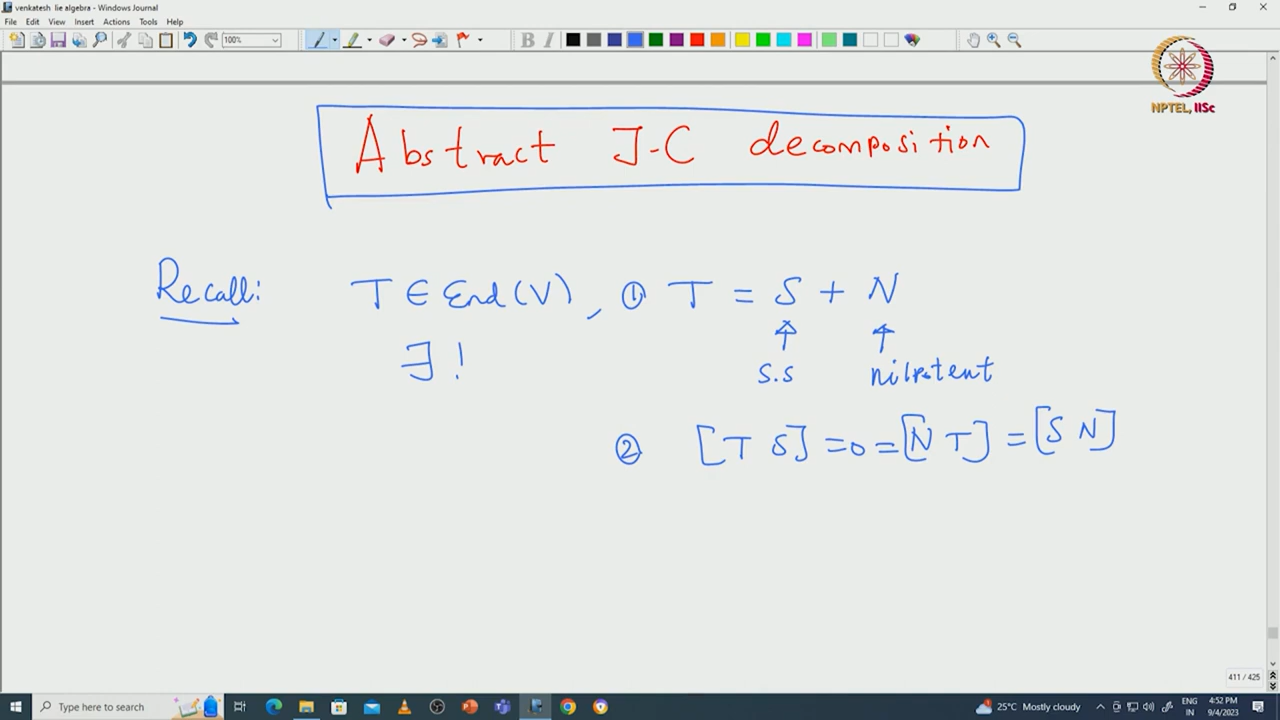 venkatesh lie algebra - Windows Journal
File Edit View Insert Actions Tools Help
100%
B I
NPTEL, IISc
Abstract J-C decomposition
Recall: T ∈ End(V), ① T = S + N
∃ ! s.s nilpotent
② [T S] = 0 = [N T] = [S N]
411 / 425
Type here to search
25°C Mostly cloudy
ENG
IN
4:52 PM
9/4/2023